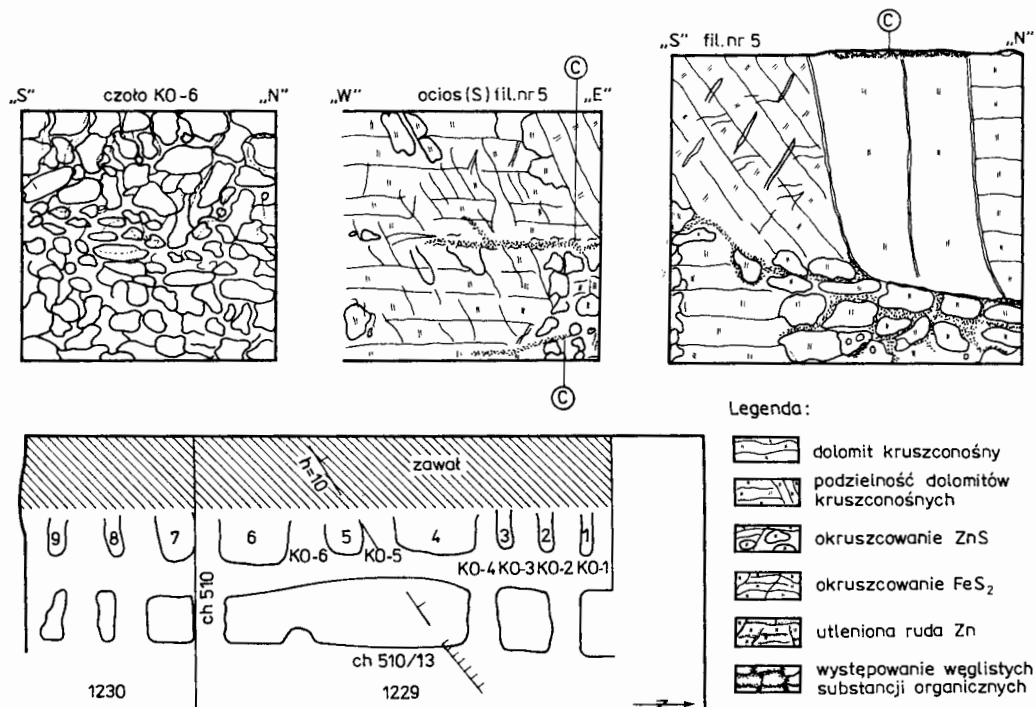 „S” czoło KO-6 „N”
„W” ocios (S) fil. nr 5 „E”
„S” fil. nr 5 „N”
C
C
C
zawał
h=10
9 8 7 6 5 4 3 2 1
KO-6 KO-5 KO-4 KO-3 KO-2 KO-1
ch 510
ch 510/13
1230 1229
Legenda:
dolomit kruszconośny
podzielność dolomitów
kruszconośnych
okruszcowanie ZnS
okruszcowanie FeS₂
utleniona ruda Zn
występowanie węglistych
substancji organicznych